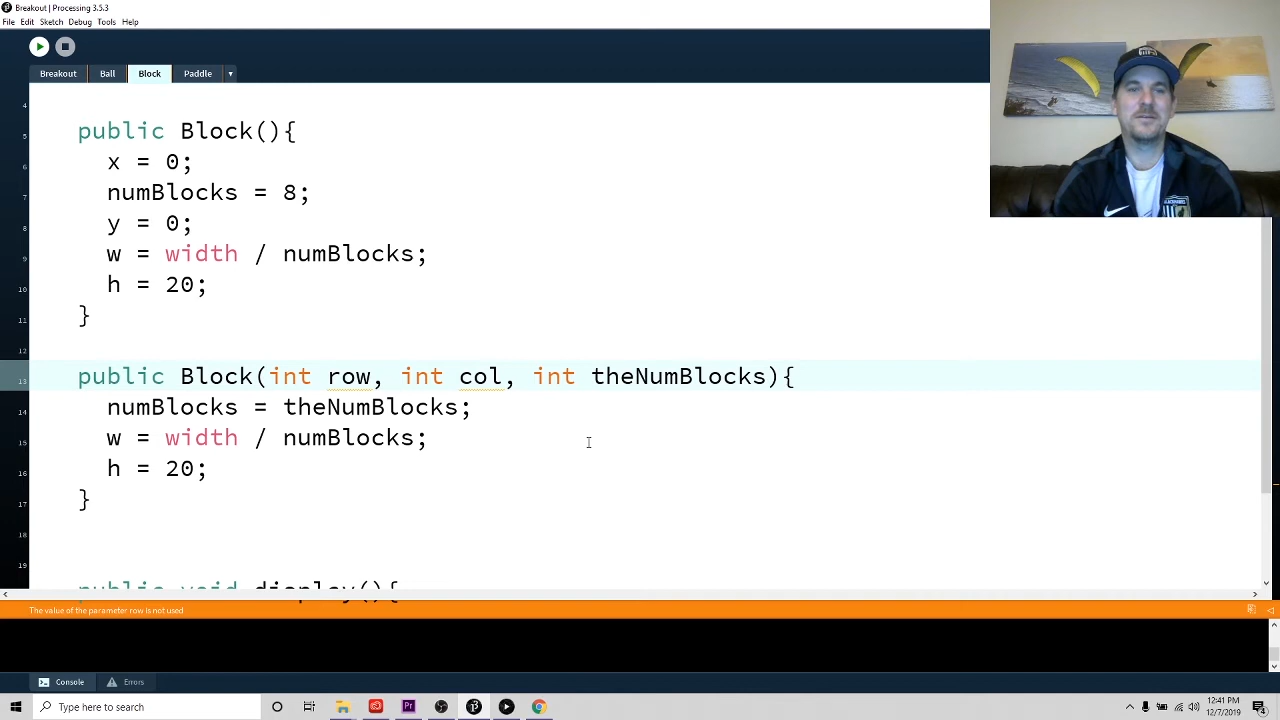 Breakout | Processing 3.5.3
File Edit Sketch Debug Tools Help
Breakout Ball Block Paddle
4
5 public Block(){
6 x = 0;
7 numBlocks = 8;
8 y = 0;
9 w = width / numBlocks;
10 h = 20;
11 }
12
13 public Block(int row, int col, int theNumBlocks){
14 numBlocks = theNumBlocks;
15 w = width / numBlocks;
16 h = 20;
17 }
18
19
public void display(){
The value of the parameter row is not used
Console Errors
Type here to search
12:41 PM
12/7/2019